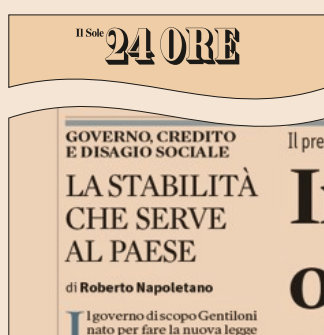 Il Sole
24 ORE
GOVERNO, CREDITO
E DISAGIO SOCIALE
LA STABILITÀ
CHE SERVE
AL PAESE
di Roberto Napoletano
Il governo di scopo Gentiloni
nato per fare la nuova legge
Il pre